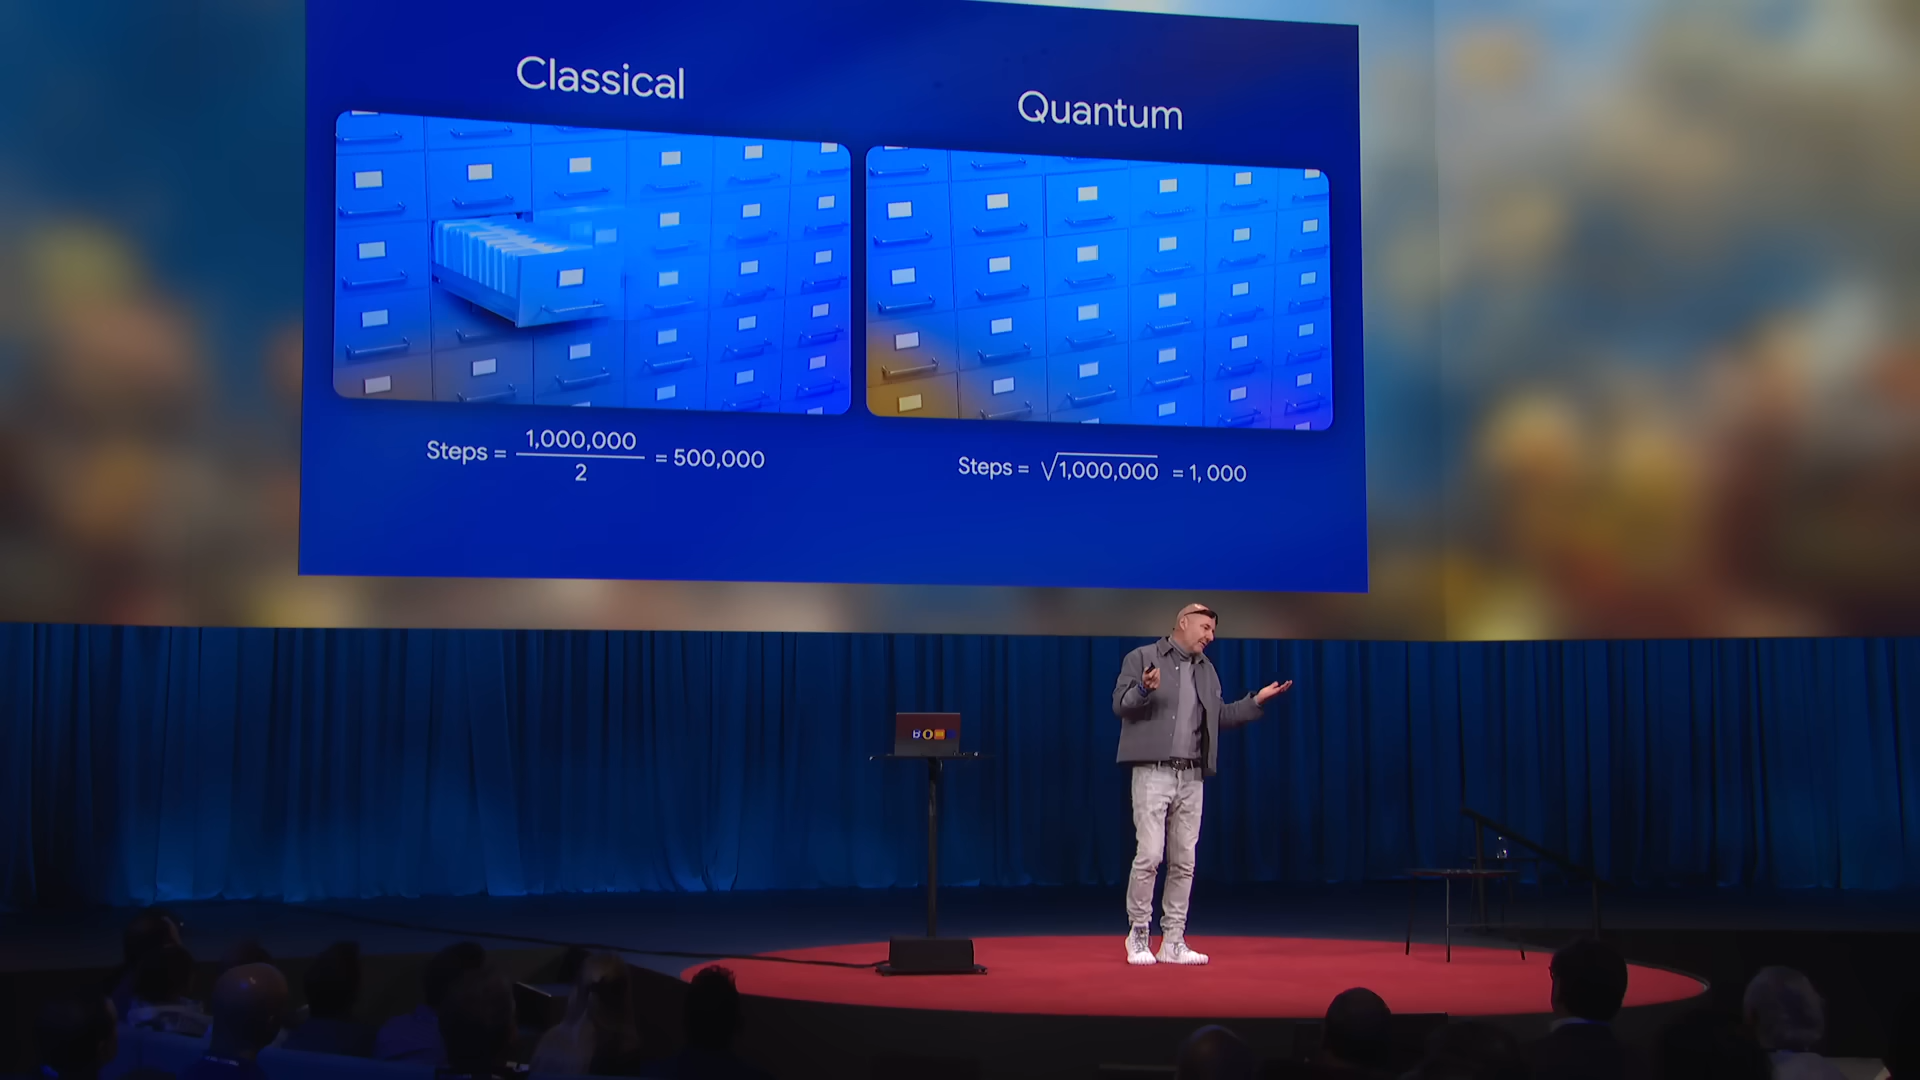 Classical
Quantum
Steps = 1,000,000 / 2 = 500,000
Steps = √1,000,000 = 1, 000